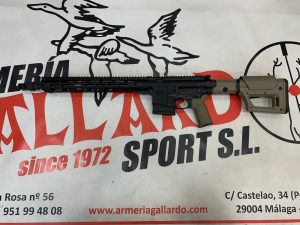 ARMERÍA
GALLARDO
since 1972 SPORT S.L.
a Rosa nº 56
951 99 48 08
C/ Castelao, 34 (P
www.armeriagallardo.com
29004 Málaga -